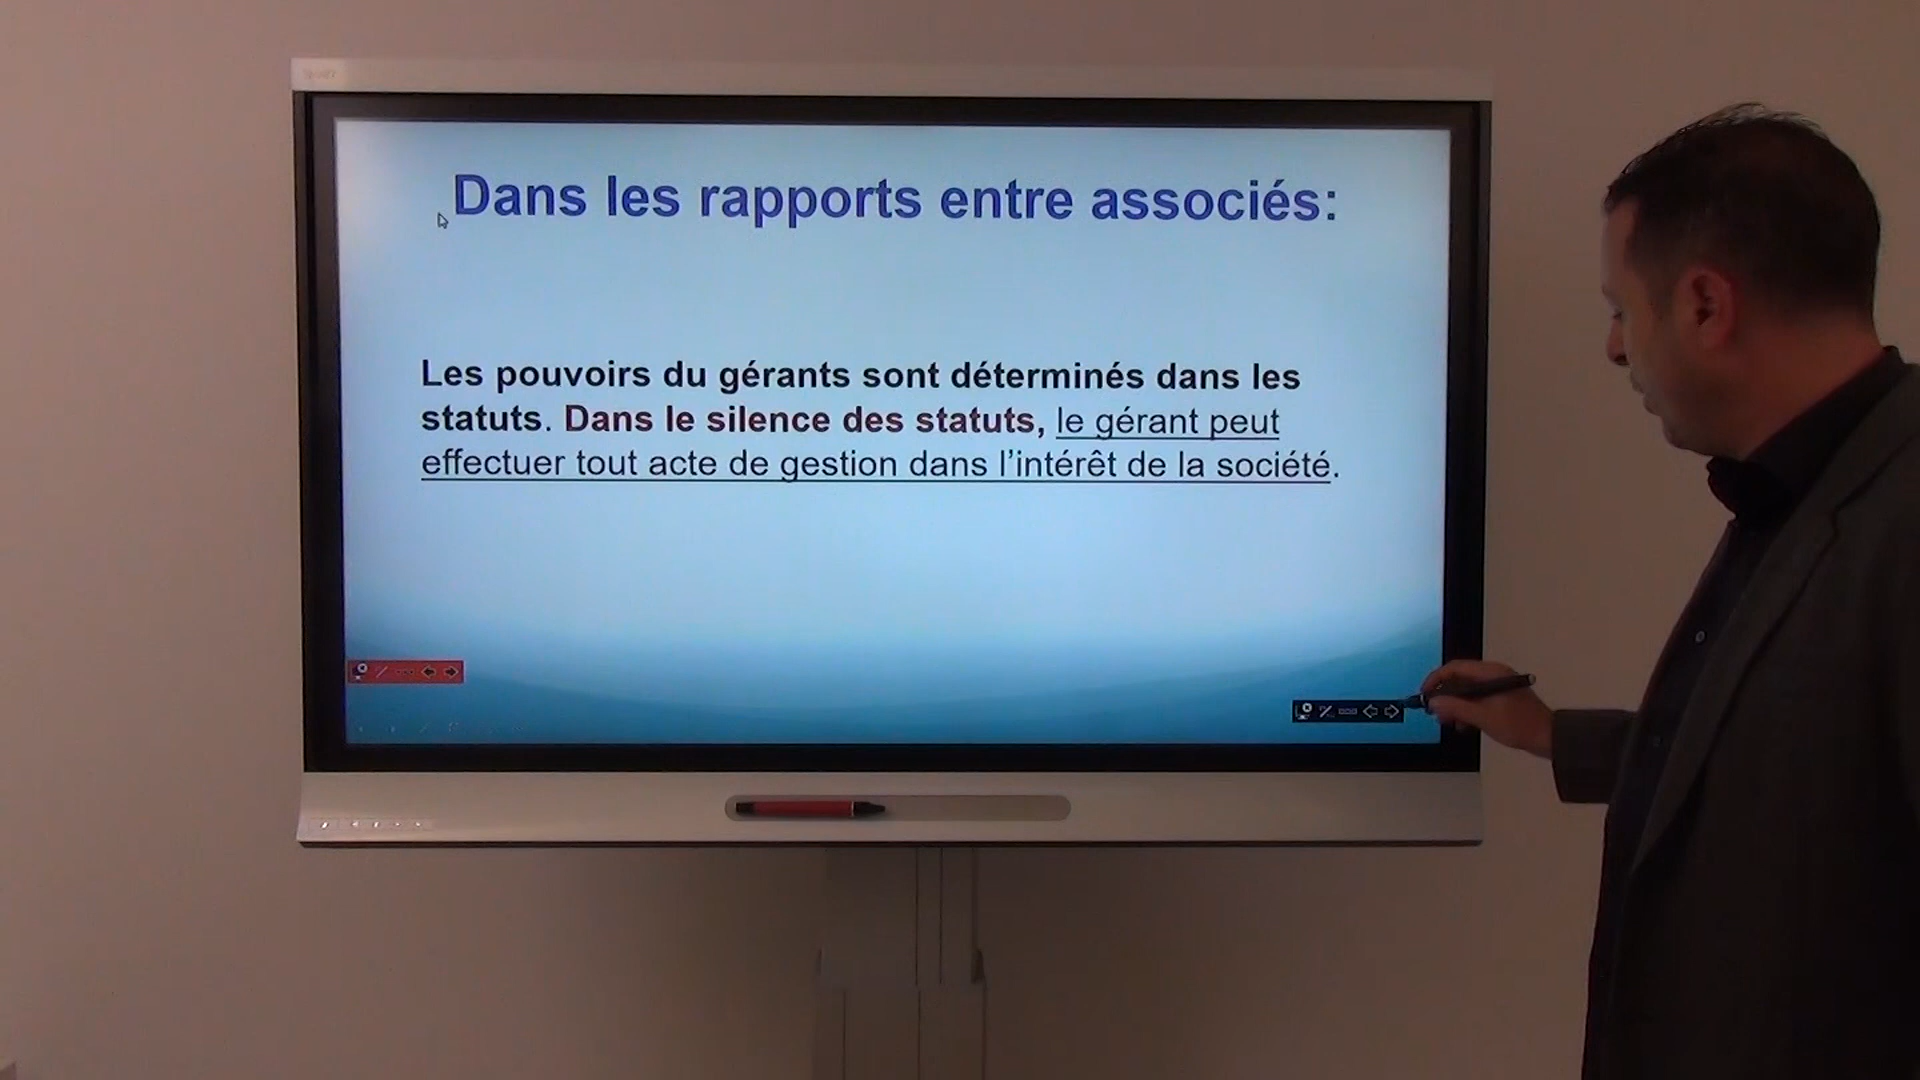 Dans les rapports entre associés:
Les pouvoirs du gérants sont déterminés dans les
statuts. Dans le silence des statuts, le gérant peut
effectuer tout acte de gestion dans l’intérêt de la société.